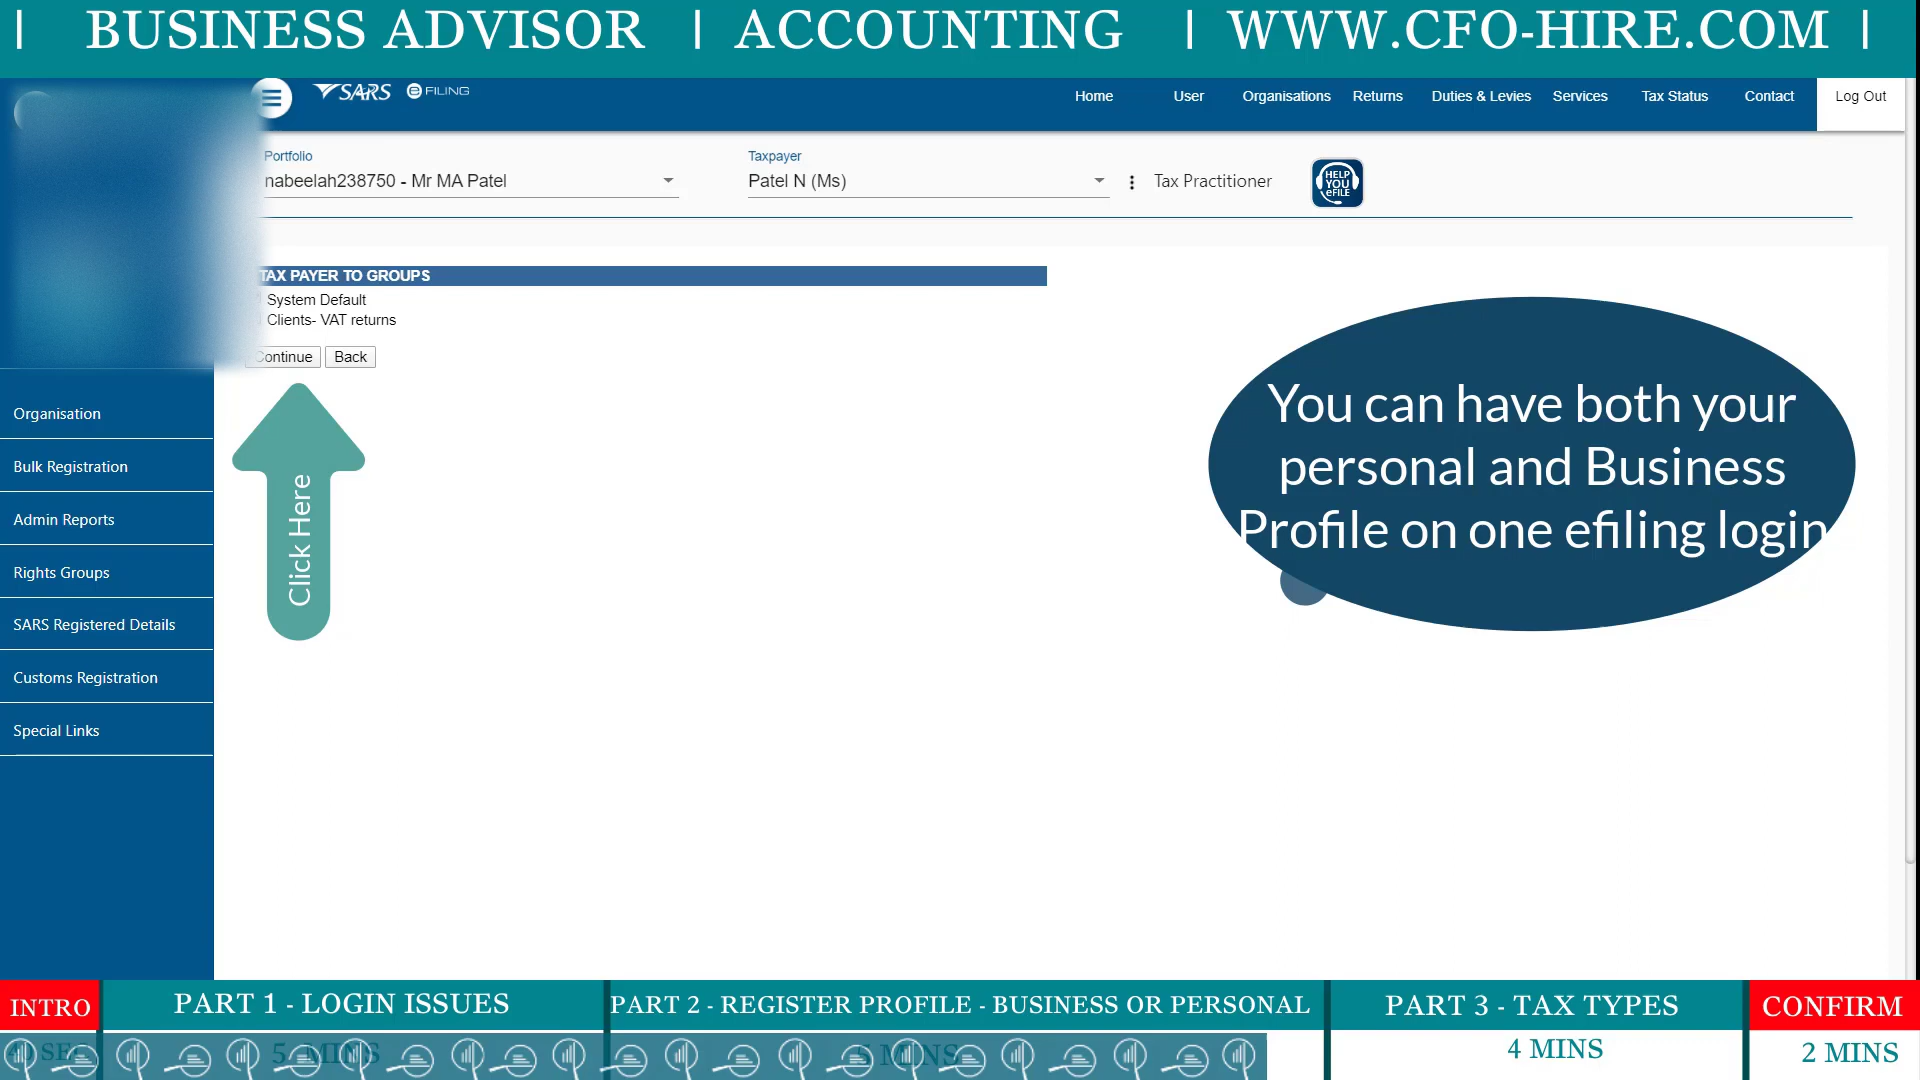 | BUSINESS ADVISOR | ACCOUNTING | WWW.CFO-HIRE.COM |
SARS eFILING
Home User Organisations Returns Duties & Levies Services Tax Status Contact Log Out
Portfolio
nabeelah238750 - Mr MA Patel
Taxpayer
Patel N (Ms)
Tax Practitioner
HELP
YOU
eFILE
TAX PAYER TO GROUPS
System Default
Clients- VAT returns
Continue Back
Click Here
You can have both your
personal and Business
Profile on one efiling login
Organisation
Bulk Registration
Admin Reports
Rights Groups
SARS Registered Details
Customs Registration
Special Links
INTRO
PART 1 - LOGIN ISSUES
5 MINS
PART 2 - REGISTER PROFILE - BUSINESS OR PERSONAL
MINS
PART 3 - TAX TYPES
4 MINS
CONFIRM
2 MINS